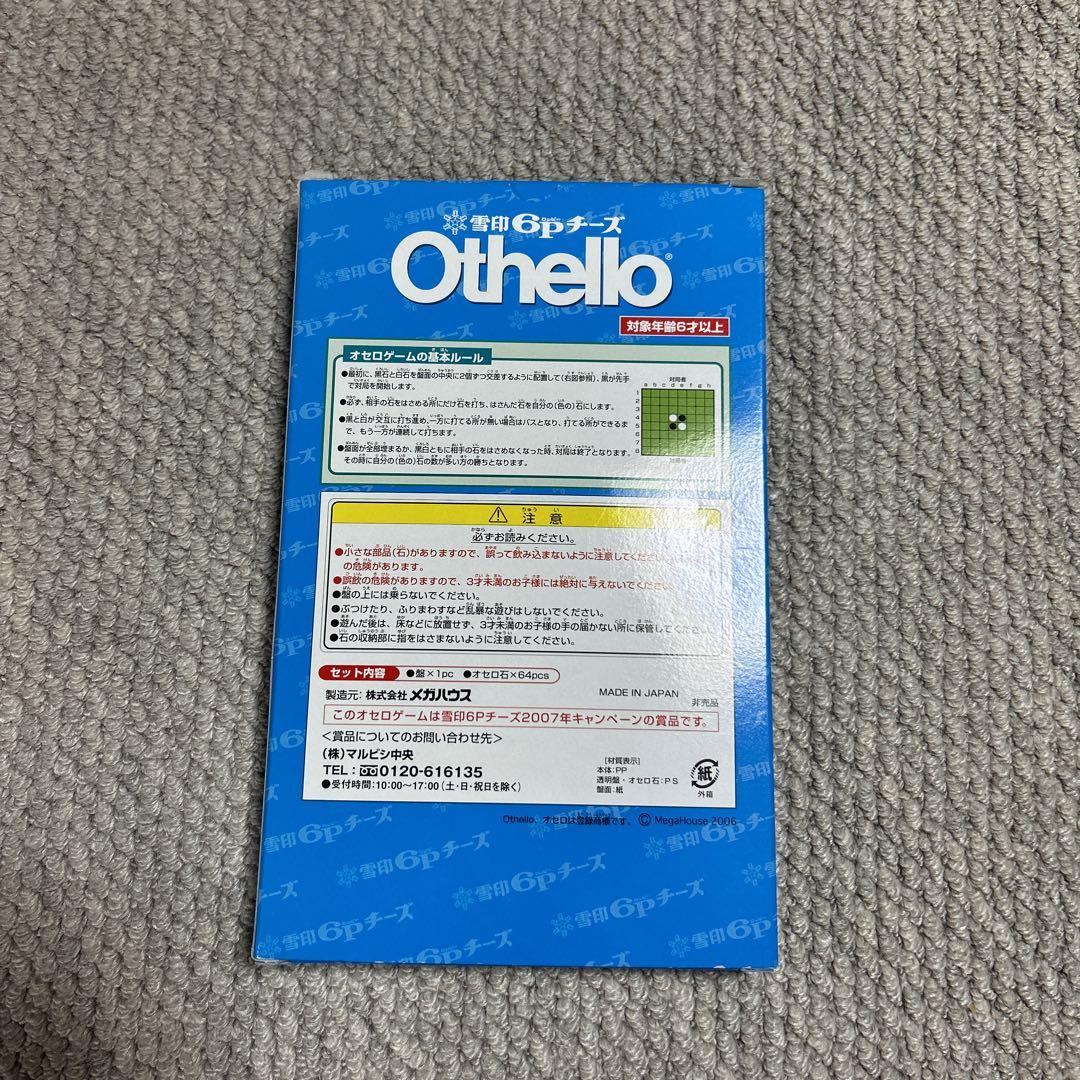 雪印6Pチーズ
Othello®
対象年齢6才以上
オセロゲームの基本ルール
●最初に、黒石と白石を盤面の中央に2個ずつ交差するように配置して(右図参照)、黒が先手
で対局を開始します。
●必ず、相手の石をはさめる所にだけ石を打ち、はさんだ石を自分の(色の)石にします。
●黒と白が交互に打ち進め、一方に打てる所が無い場合はパスとなり、打てる所ができるま
で、もう一方が連続して打ちます。
●盤面が全部埋まるか、黒白ともに相手の石をはさめなくなった時、対局は終了となります。
その時に自分の(色の)石の数が多い方の勝ちとなります。
対局者
a b c d e f g h
1
2
3
4
5
6
7
8
対局者
⚠ 注意
必ずお読みください。
●小さな部品(石)がありますので、誤って飲み込まないように注意してください。
の危険があります。
●誤飲の危険がありますので、3才未満のお子様には絶対に与えないでください。
●盤の上には乗らないでください。
●ぶつけたり、ふりまわすなど乱暴な遊びはしないでください。
●遊んだ後は、床などに放置せず、3才未満のお子様の手の届かない所に保管してください。
●石の収納部に指をはさまないように注意してください。
セット内容 ●盤×1pc ●オセロ石×64pcs
製造元: 株式会社 メガハウス
MADE IN JAPAN
非売品
このオセロゲームは雪印6Pチーズ2007年キャンペーンの賞品です。
<賞品についてのお問い合わせ先>
(株)マルビシ中央
TEL:0120-616135
●受付時間:10:00〜17:00(土・日・祝日を除く)
[材質表示]
本体:PP
透明盤・オセロ石:PS
盤面:紙
紙
外箱
Othello、オセロは登録商標です。 © MegaHouse 2006